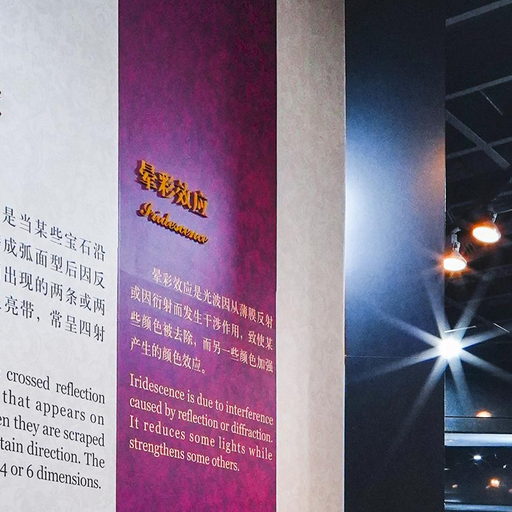 是当某些宝石沿
成弧面型后因反
出现的两条或两
亮带，常呈四射
crossed reflection
that appears on
they are scraped
direction. The
4 or 6 dimensions.
晕彩效应
Iridescence
晕彩效应是光波因从薄膜反射
或因衍射而发生干涉作用，致使某
些颜色被去除，而另一些颜色加强
产生的颜色效应。
Iridescence is due to interference
caused by reflection or diffraction.
It reduces some lights while
strengthens some others.